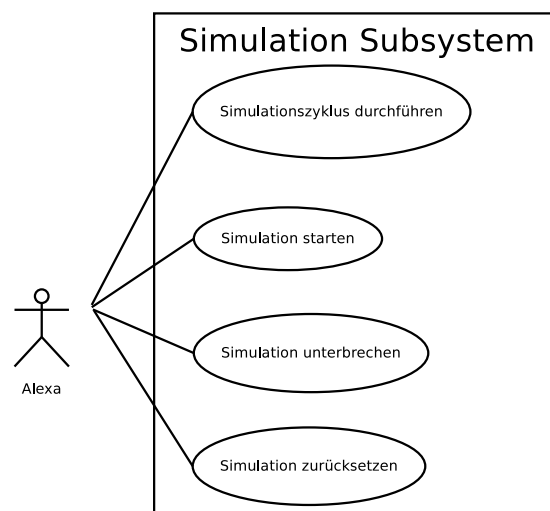 Simulation Subsystem
Simulationszyklus durchführen
Simulation starten
Simulation unterbrechen
Alexa
Simulation zurücksetzen